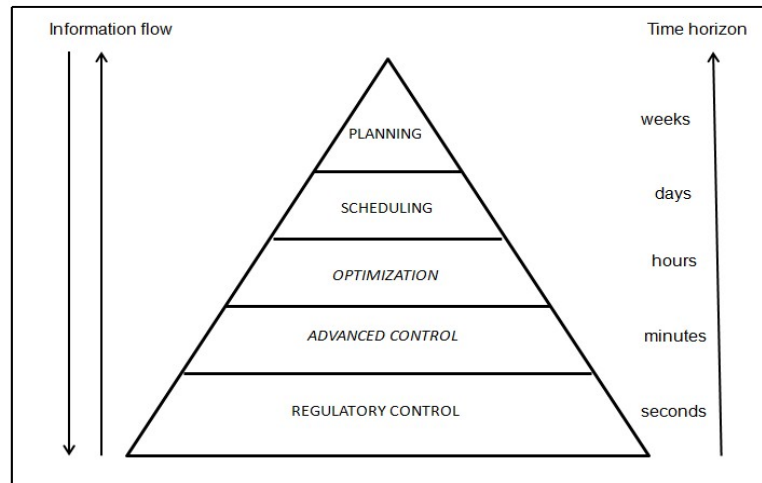 Information flow
Time horizon
PLANNING
weeks
SCHEDULING
days
OPTIMIZATION
hours
ADVANCED CONTROL
minutes
REGULATORY CONTROL
seconds